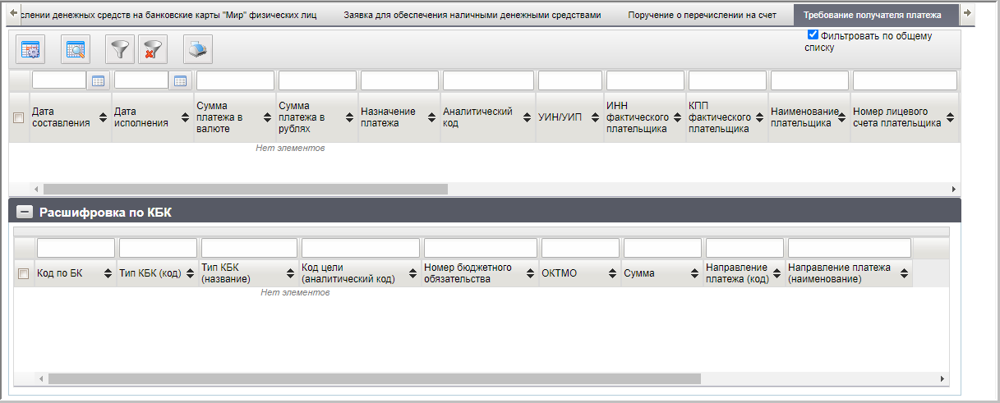 слении денежных средств на банковские карты "Мир" физических лиц
Заявка для обеспечения наличными денежными средствами
Поручение о перечислении на счет
Требование получателя платежа
Фильтровать по общему
списку
Дата
составления
Дата
исполнения
Сумма
платежа в
валюте
Сумма
платежа в
рублях
Назначение
платежа
Аналитический
код
УИН/УИП
ИНН
фактического
плательщика
КПП
фактического
плательщика
Наименование
плательщика
Номер лицевого
счета плательщика
Нет элементов
Расшифровка по КБК
Код по БК
Тип КБК (код)
Тип КБК
(название)
Код цели
(аналитический код)
Номер бюджетного
обязательства
ОКТМО
Сумма
Направление
платежа (код)
Направление платежа
(наименование)
Нет элементов